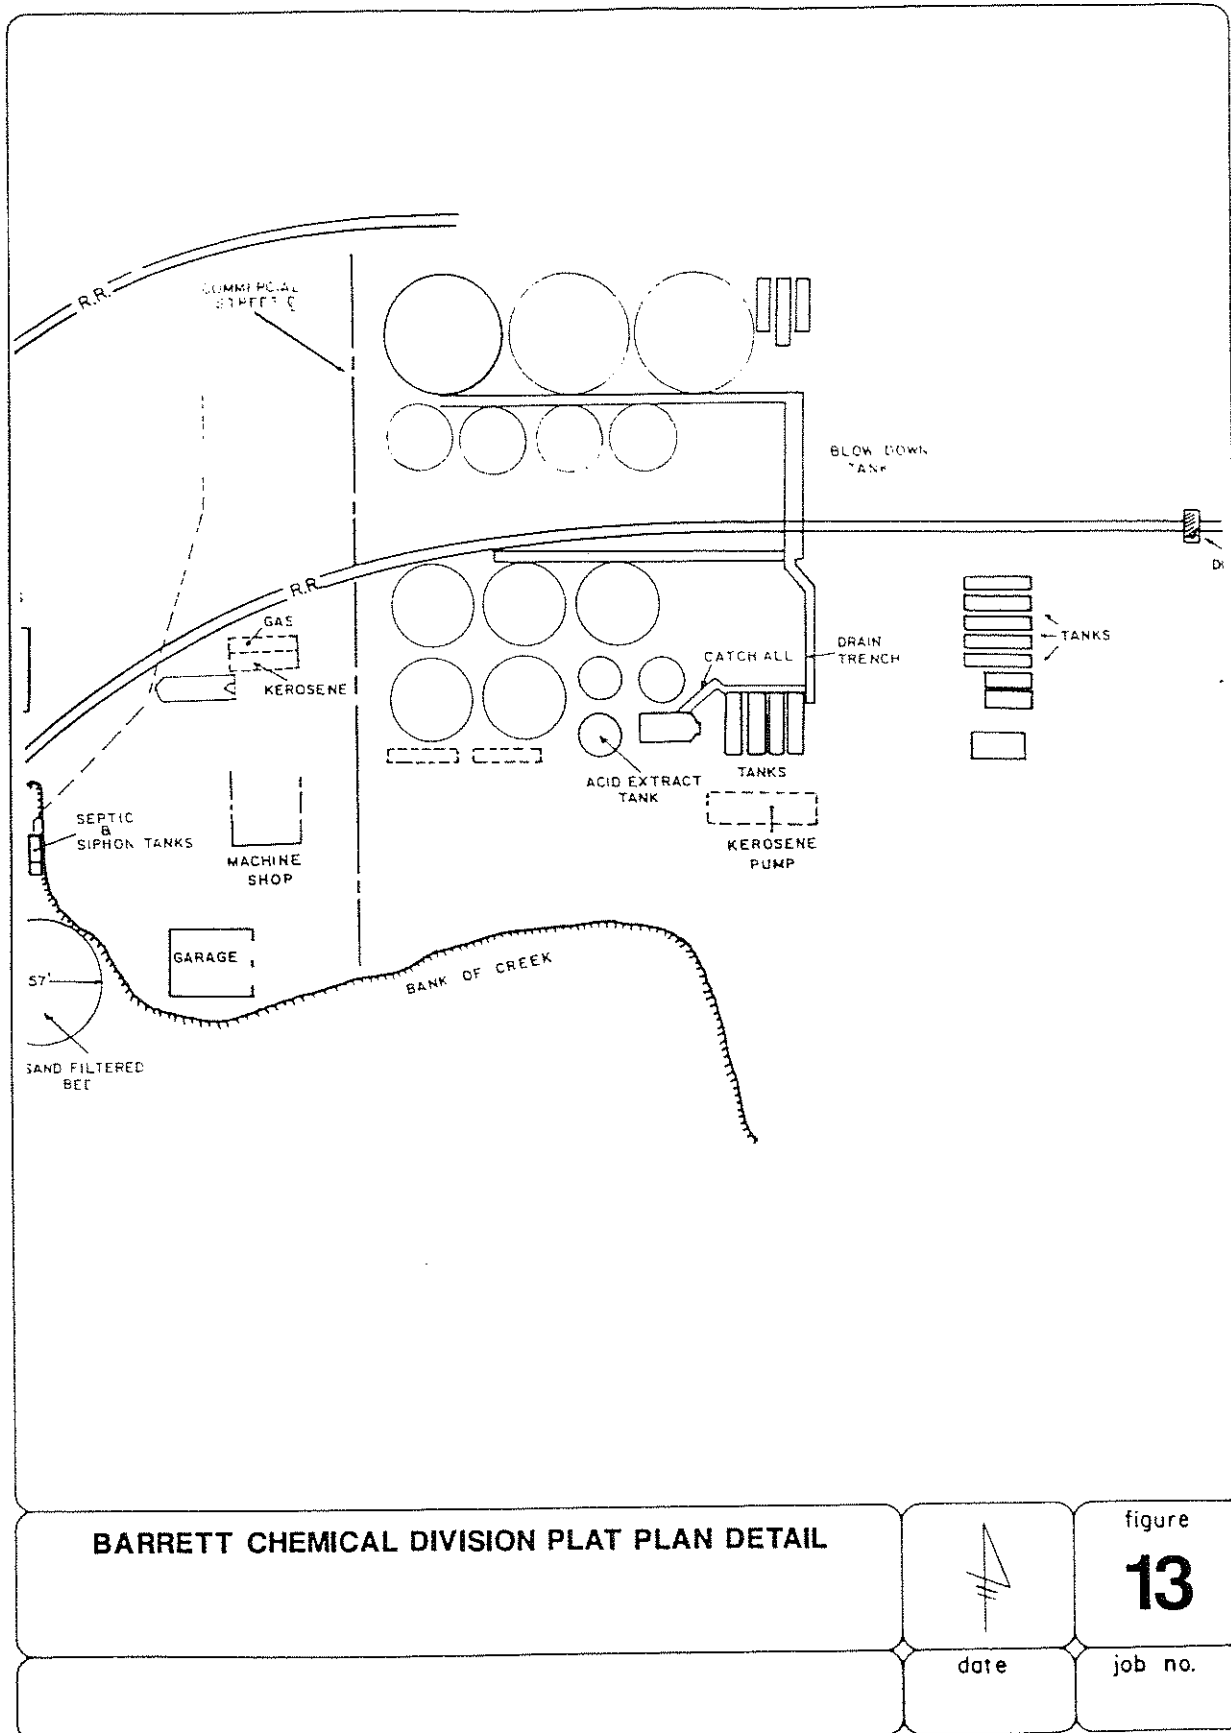 R.R.
COMMERCIAL
STREET ℄
BLOW DOWN
TANK
R.R.
GAS
KEROSENE
CATCH ALL
DRAIN
TRENCH
TANKS
ACID EXTRACT
TANK
TANKS
KEROSENE
PUMP
SEPTIC
&
SIPHON TANKS
MACHINE
SHOP
GARAGE
57'
BANK OF CREEK
SAND FILTERED
BED
BARRETT CHEMICAL DIVISION PLAT PLAN DETAIL
figure
13
date
job no.